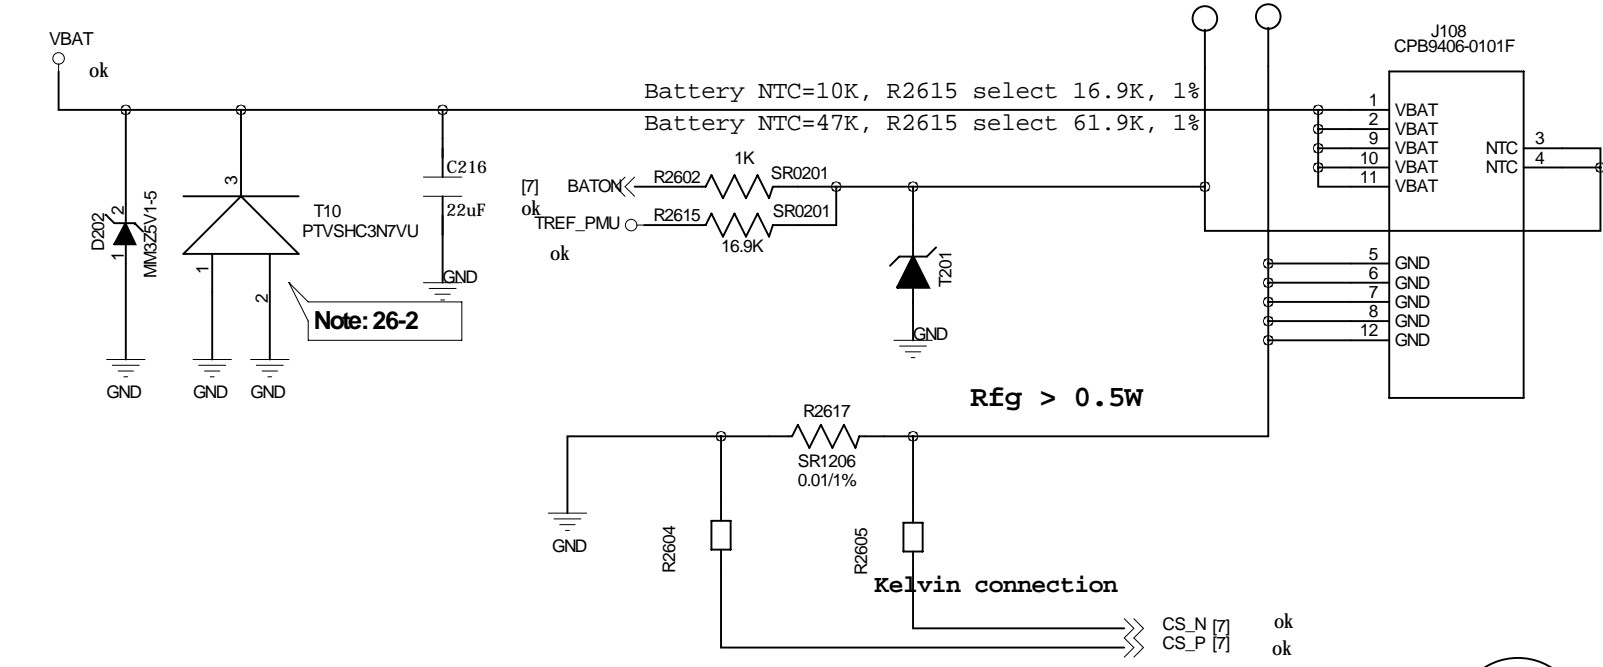 VBAT
ok
J108
CPB9406-0101F
Battery NTC=10K, R2615 select 16.9K, 1%
Battery NTC=47K, R2615 select 61.9K, 1%
1 VBAT
2 VBAT
9 VBAT
10 VBAT
11 VBAT
NTC 3
NTC 4
5 GND
6 GND
7 GND
8 GND
12 GND
D202
2
1
MM3Z5V1-5
3
T10
PTVSHC3N7VU
1
2
Note: 26-2
C216
22uF
GND
[7] BATON R2602 1K SR0201
ok
TREF_PMU R2615 16.9K SR0201
ok
T201
GND
GND
GND
GND
Rfg > 0.5W
R2617
SR1206
0.01/1%
GND
R2604
R2605
Kelvin connection
CS_N [7] ok
CS_P [7] ok